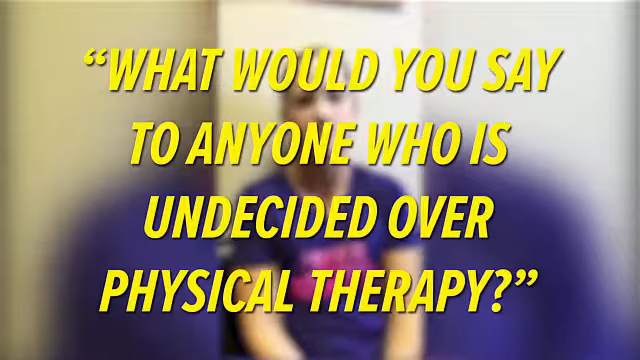 “WHAT WOULD YOU SAY
TO ANYONE WHO IS
UNDECIDED OVER
PHYSICAL THERAPY?”